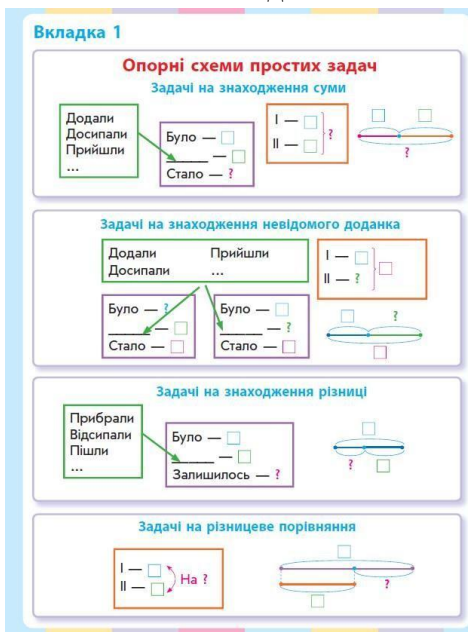 Вкладка 1
Опорні схеми простих задач
Задачі на знаходження суми
Додали
Досипали
Прийшли
...
Було —
—
Стало — ?
I —
II —
?
?
Задачі на знаходження невідомого доданка
Додали Прийшли
Досипали ...
Було — ?
—
Стало —
Було —
— ?
Стало —
I —
II — ?
?
Задачі на знаходження різниці
Прибрали
Відсипали
Пішли
...
Було —
—
Залишилось — ?
?
Задачі на різницеве порівняння
I —
II —
На ?
?